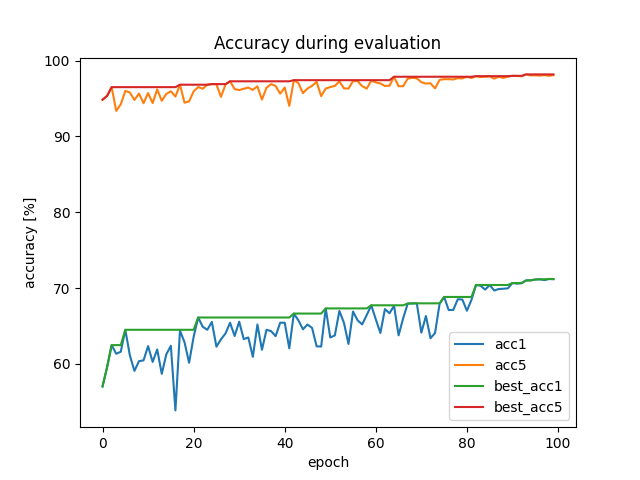 Accuracy during evaluation
accuracy [%]
100
90
80
70
60
0 20 40 60 80 100
epoch
acc1
acc5
best_acc1
best_acc5